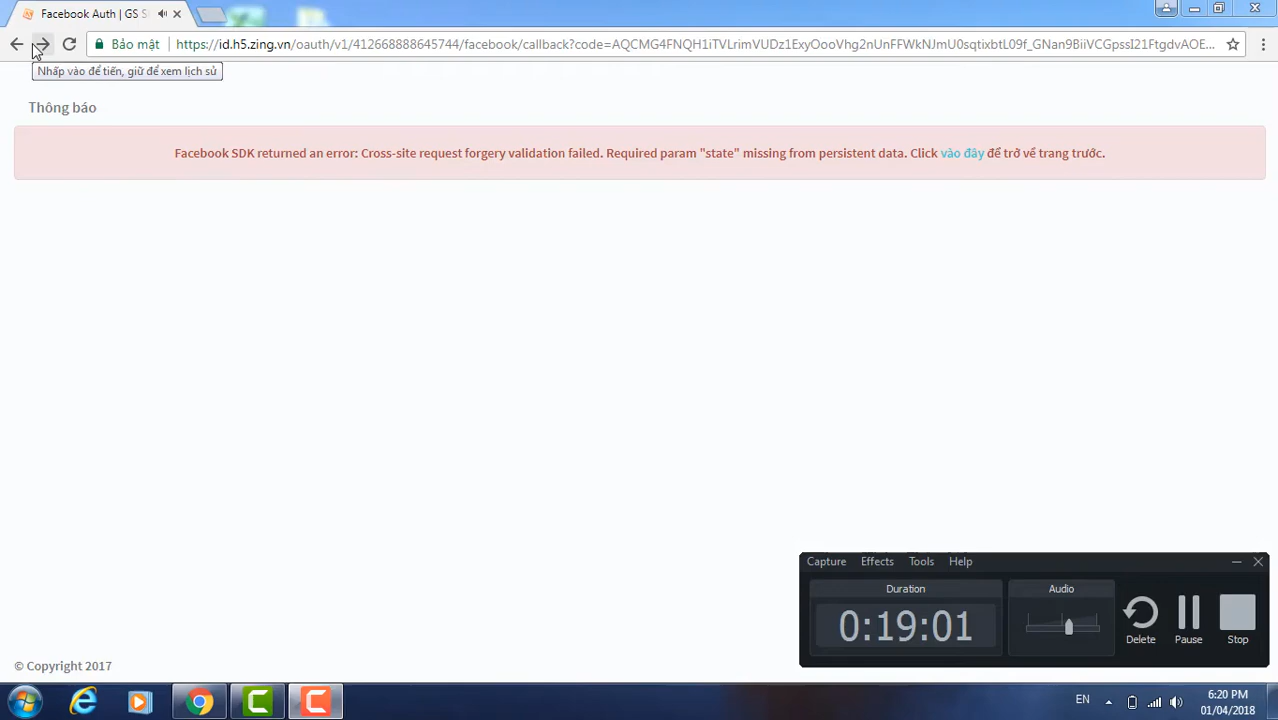 Facebook Auth | GS S
Bảo mật
https://id.h5.zing.vn/oauth/v1/412668888645744/facebook/callback?code=AQCMG4FNQH1iTVLrimVUDz1ExyOooVhg2nUnFFWkNJmU0sqtixbtL09f_GNan9BiiVCGpssI21FtgdvAOE...
Nhấp vào để tiến, giữ để xem lịch sử
Thông báo
Facebook SDK returned an error: Cross-site request forgery validation failed. Required param "state" missing from persistent data. Click vào đây để trở về trang trước.
Capture Effects Tools Help
Duration
Audio
0:19:01
Delete
Pause
Stop
© Copyright 2017
EN
6:20 PM
01/04/2018